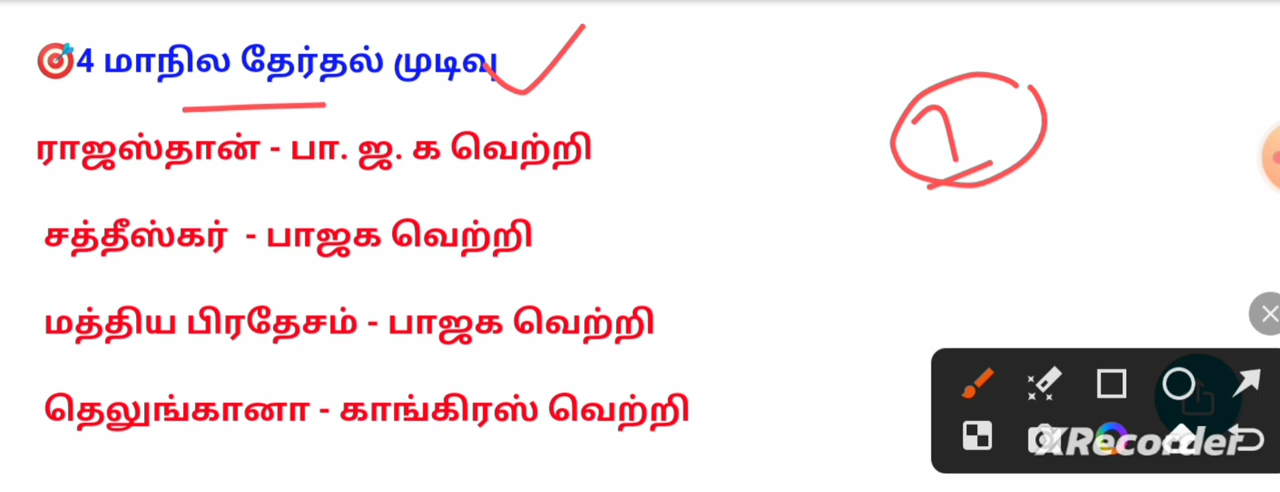 🎯4 மாநில தேர்தல் முடிவு
ராஜஸ்தான் - பா. ஜ. க வெற்றி
சத்தீஸ்கர் - பாஜக வெற்றி
மத்திய பிரதேசம் - பாஜக வெற்றி
தெலுங்கானா - காங்கிரஸ் வெற்றி
XRecorder